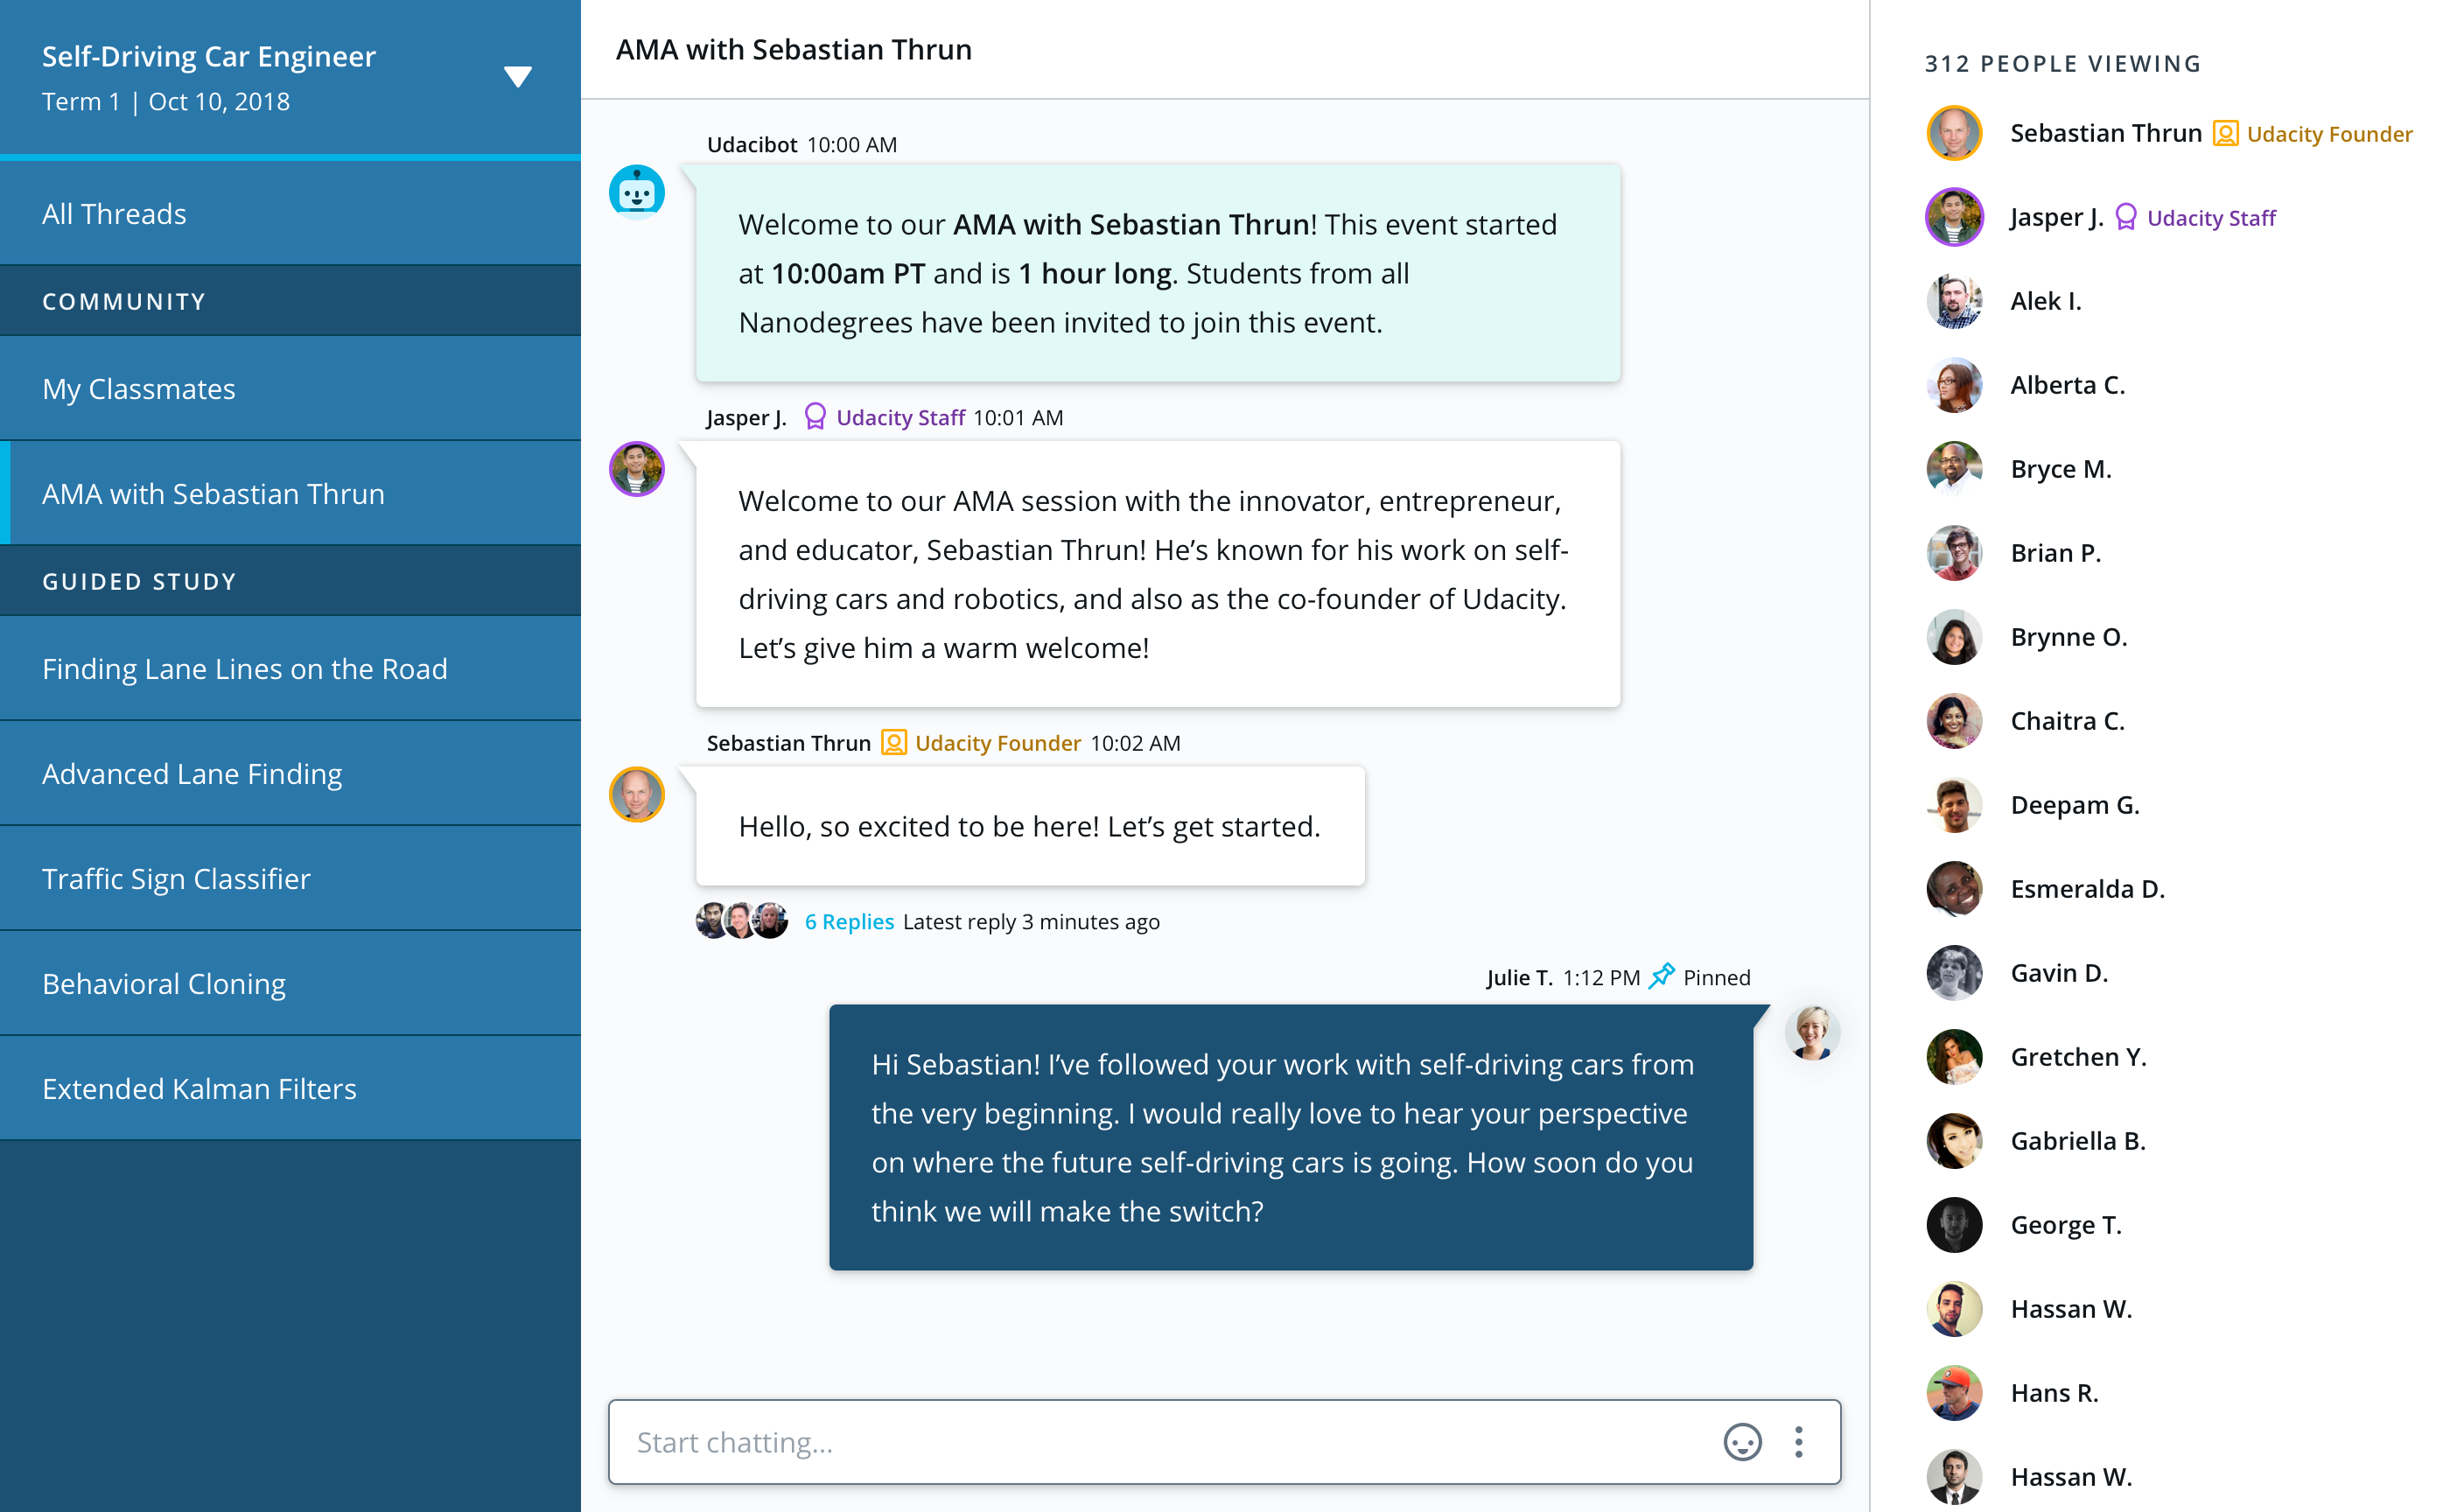 Self-Driving Car Engineer
Term 1 | Oct 10, 2018
All Threads
COMMUNITY
My Classmates
AMA with Sebastian Thrun
GUIDED STUDY
Finding Lane Lines on the Road
Advanced Lane Finding
Traffic Sign Classifier
Behavioral Cloning
Extended Kalman Filters
AMA with Sebastian Thrun
Udacibot 10:00 AM
Welcome to our AMA with Sebastian Thrun! This event started
at 10:00am PT and is 1 hour long. Students from all
Nanodegrees have been invited to join this event.
Jasper J. Udacity Staff 10:01 AM
Welcome to our AMA session with the innovator, entrepreneur,
and educator, Sebastian Thrun! He’s known for his work on self-
driving cars and robotics, and also as the co-founder of Udacity.
Let’s give him a warm welcome!
Sebastian Thrun Udacity Founder 10:02 AM
Hello, so excited to be here! Let’s get started.
6 Replies Latest reply 3 minutes ago
Julie T. 1:12 PM Pinned
Hi Sebastian! I’ve followed your work with self-driving cars from
the very beginning. I would really love to hear your perspective
on where the future self-driving cars is going. How soon do you
think we will make the switch?
Start chatting...
312 PEOPLE VIEWING
Sebastian Thrun Udacity Founder
Jasper J. Udacity Staff
Alek I.
Alberta C.
Bryce M.
Brian P.
Brynne O.
Chaitra C.
Deepam G.
Esmeralda D.
Gavin D.
Gretchen Y.
Gabriella B.
George T.
Hassan W.
Hans R.
Hassan W.